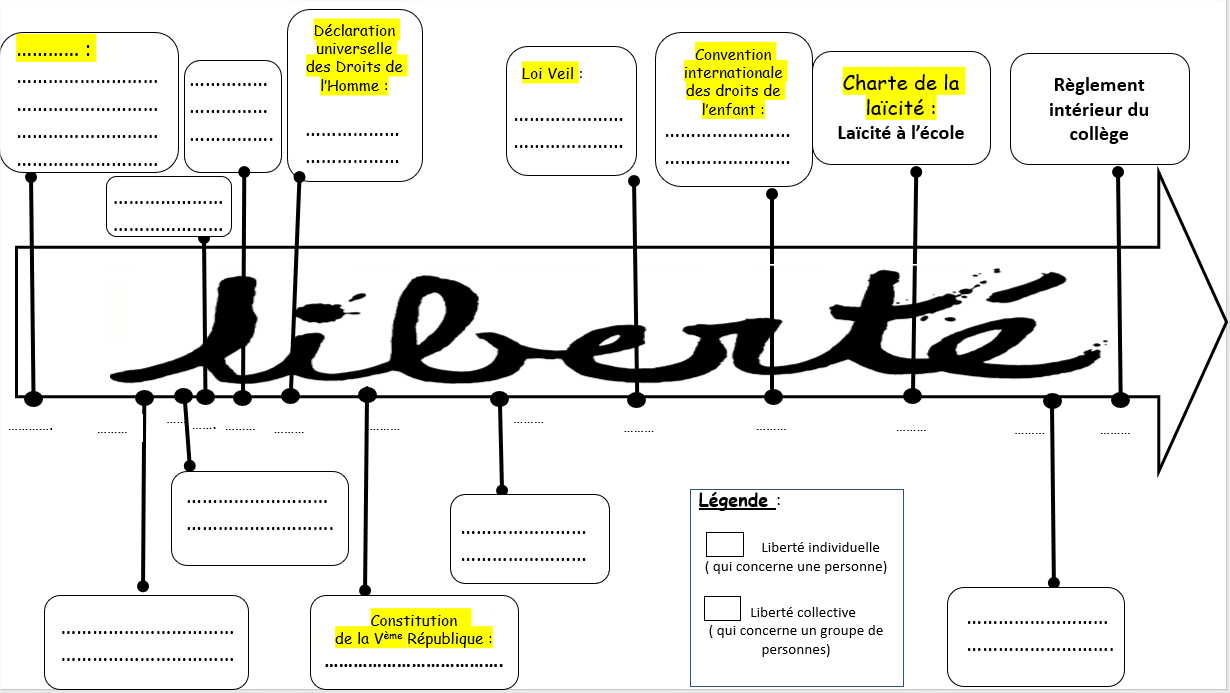 ………… :
…………………………
…………………………
…………………………
…………………………
………………
………………
………………
Déclaration
universelle
des Droits de
l’Homme :
………………
………………
Loi Veil :
……………………
……………………
Convention
internationale
des droits de
l’enfant :
………………………
………………………
Charte de la
laïcité :
Laïcité à l’école
Règlement
intérieur du
collège
……………………
……………………
liberté
…………. ……… …… ……. ……… ……… ……… ……… ……… ……… ……… ……… ………
…………………………
………………………….
………………………
………………………
Légende :
Liberté individuelle
( qui concerne une personne)
Liberté collective
( qui concerne un groupe de
personnes)
………………………………
………………………………
Constitution
de la Vème République :
……………………………….
…………………………
………………………….